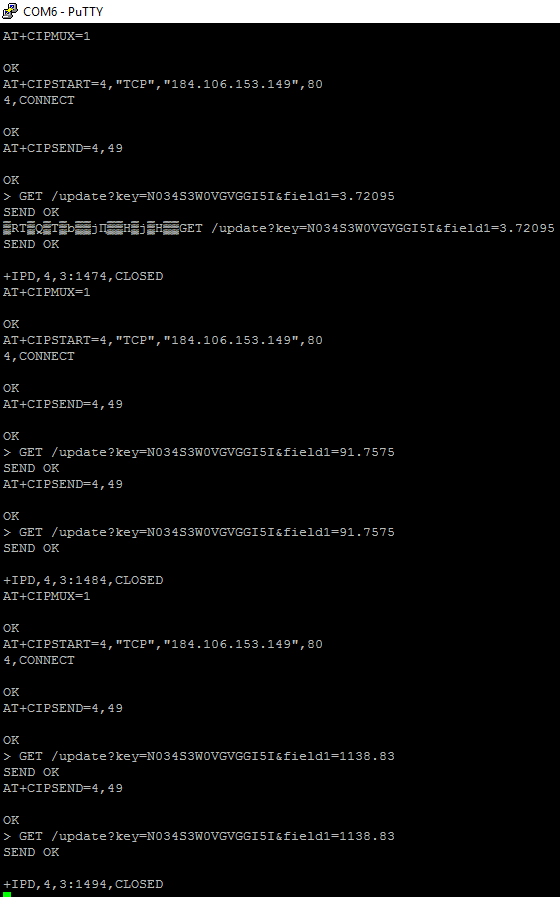 COM6 - PuTTY
AT+CIPMUX=1
OK
AT+CIPSTART=4,"TCP","184.106.153.149",80
4,CONNECT
OK
AT+CIPSEND=4,49
OK
> GET /update?key=N034S3W0VGVGGI5I&field1=3.72095
SEND OK
▒RT▒Q▒T▒b▒▒jΠ▒▒H▒j▒H▒▒GET /update?key=N034S3W0VGVGGI5I&field1=3.72095
SEND OK
+IPD,4,3:1474,CLOSED
AT+CIPMUX=1
OK
AT+CIPSTART=4,"TCP","184.106.153.149",80
4,CONNECT
OK
AT+CIPSEND=4,49
OK
> GET /update?key=N034S3W0VGVGGI5I&field1=91.7575
SEND OK
AT+CIPSEND=4,49
OK
> GET /update?key=N034S3W0VGVGGI5I&field1=91.7575
SEND OK
+IPD,4,3:1484,CLOSED
AT+CIPMUX=1
OK
AT+CIPSTART=4,"TCP","184.106.153.149",80
4,CONNECT
OK
AT+CIPSEND=4,49
OK
> GET /update?key=N034S3W0VGVGGI5I&field1=1138.83
SEND OK
AT+CIPSEND=4,49
OK
> GET /update?key=N034S3W0VGVGGI5I&field1=1138.83
SEND OK
+IPD,4,3:1494,CLOSED